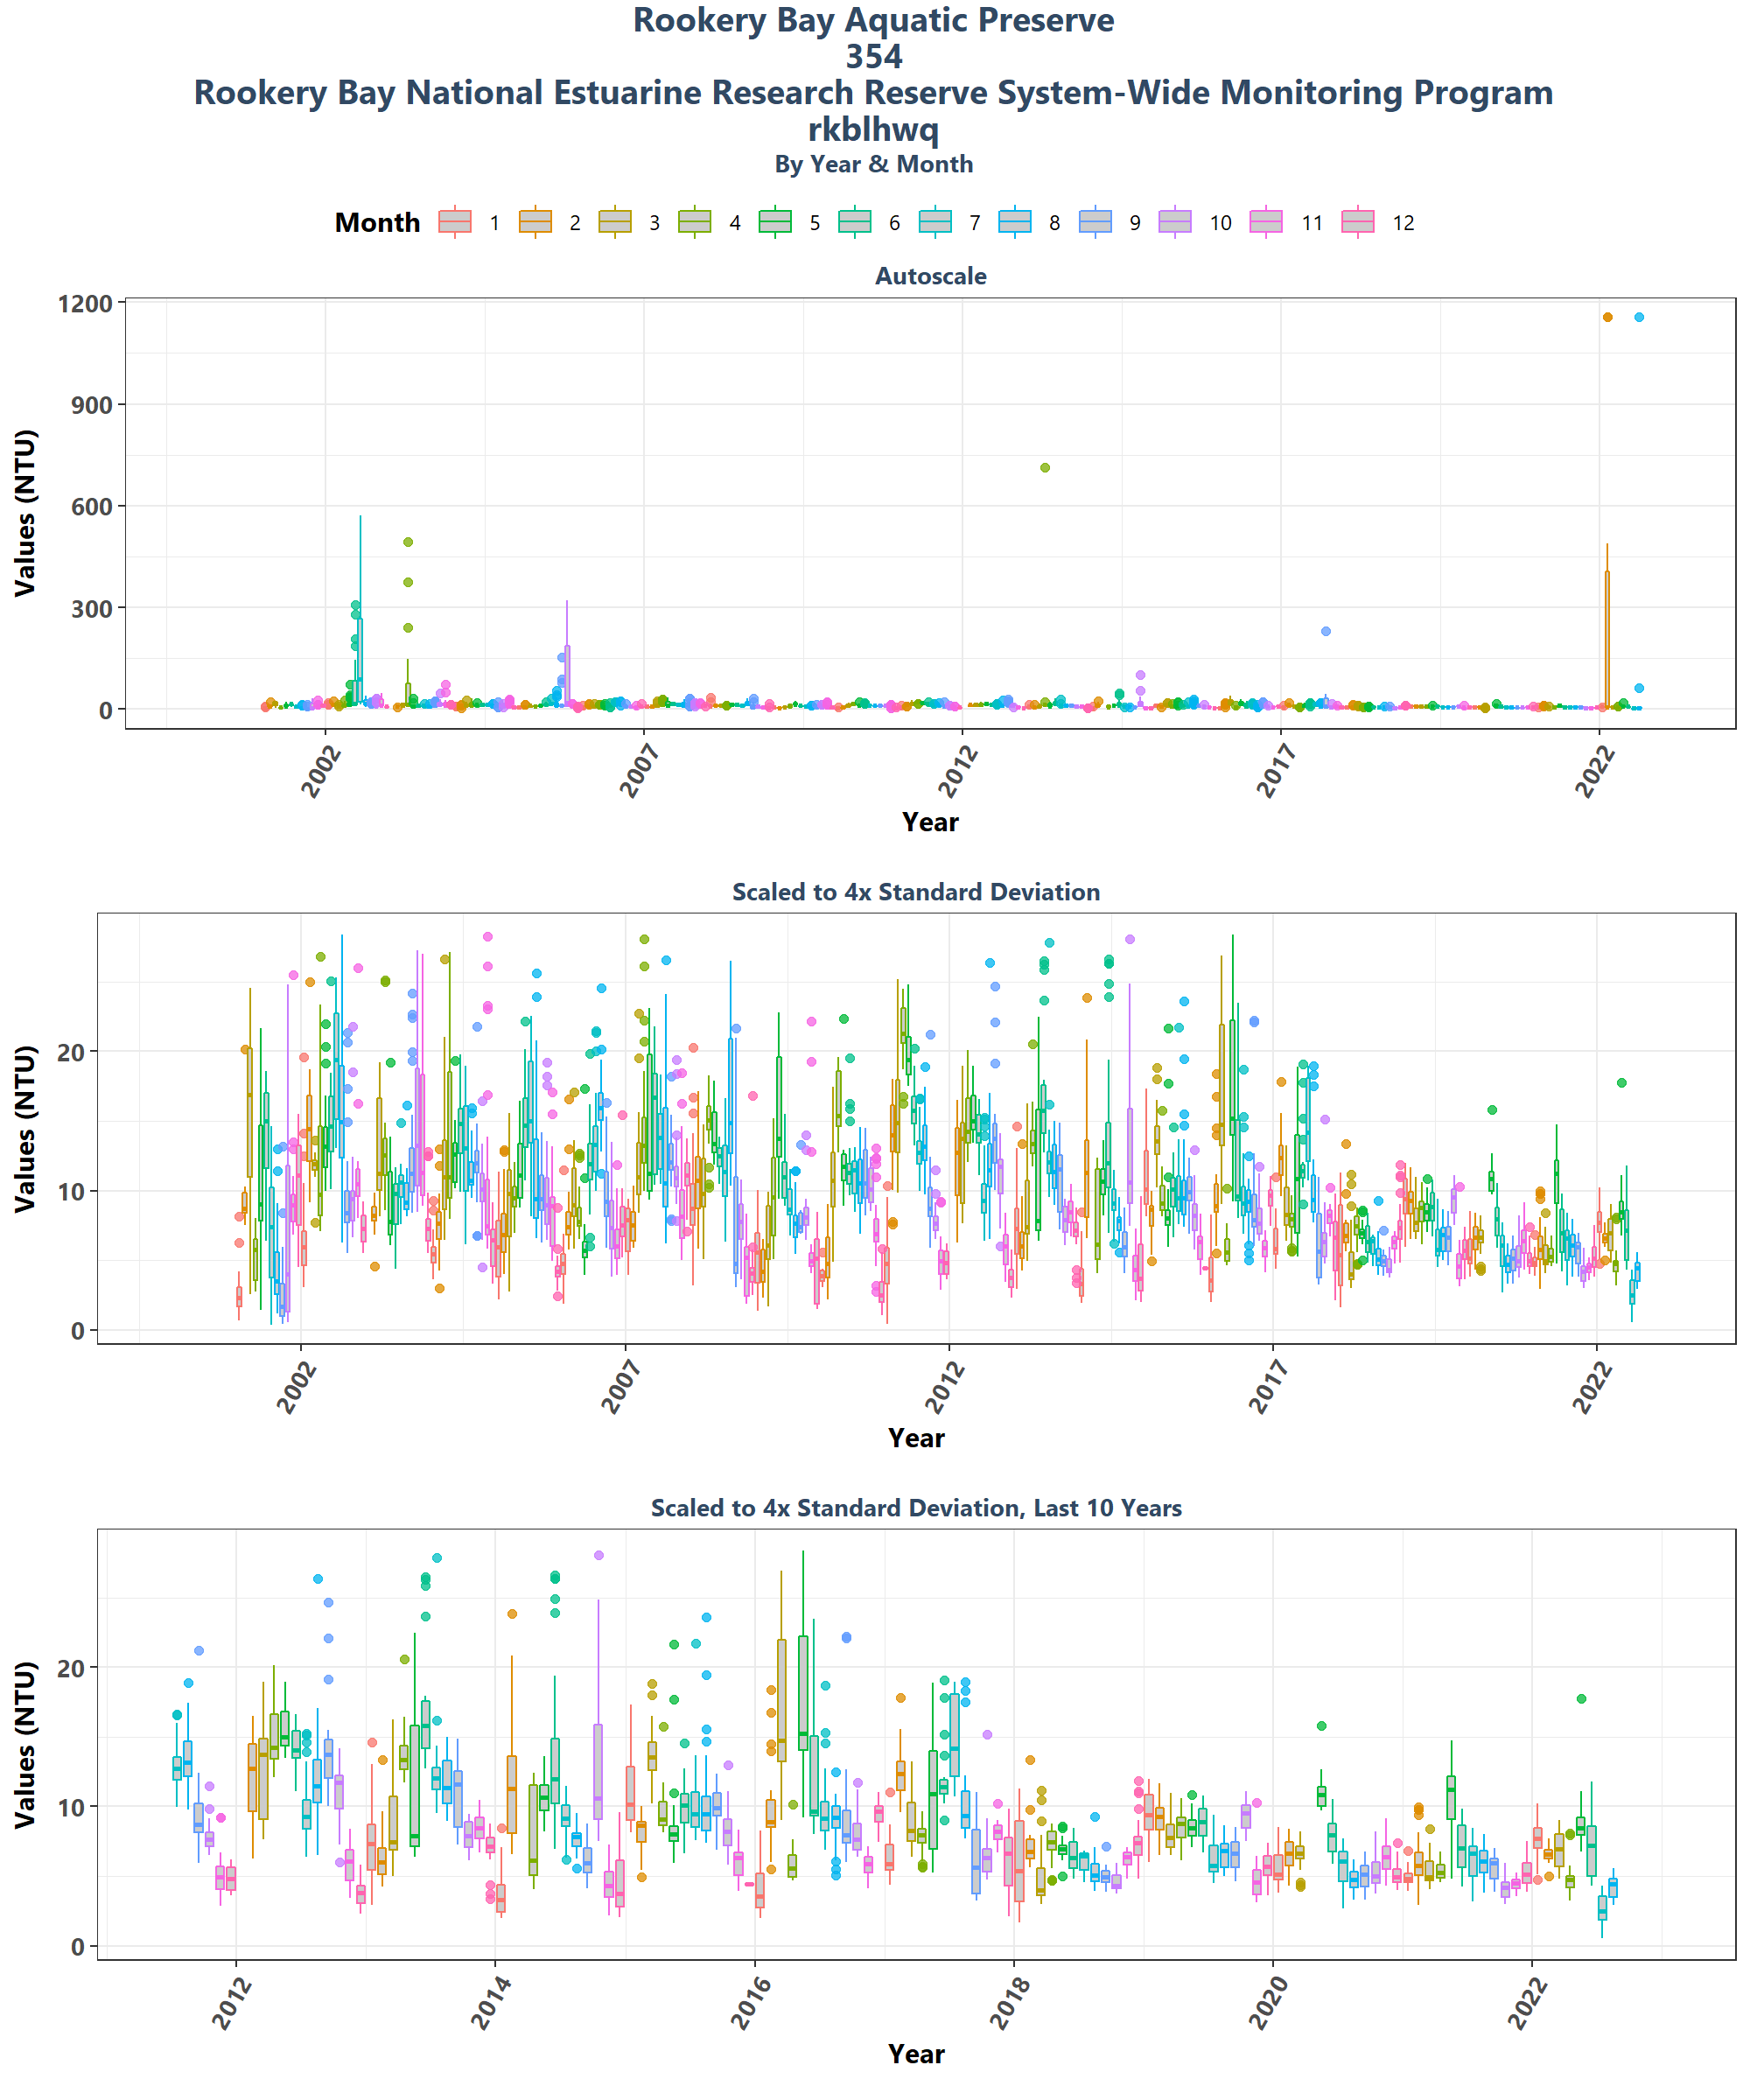 Rookery Bay Aquatic Preserve
354
Rookery Bay National Estuarine Research Reserve System-Wide Monitoring Program
rkblhwq
By Year & Month
Month 1 2 3 4 5 6 7 8 9 10 11 12
Autoscale
Values (NTU)
1200
900
600
300
0
2002 2007 2012 2017 2022
Year
Scaled to 4x Standard Deviation
Values (NTU)
20
10
0
2002 2007 2012 2017 2022
Year
Scaled to 4x Standard Deviation, Last 10 Years
Values (NTU)
20
10
0
2012 2014 2016 2018 2020 2022
Year